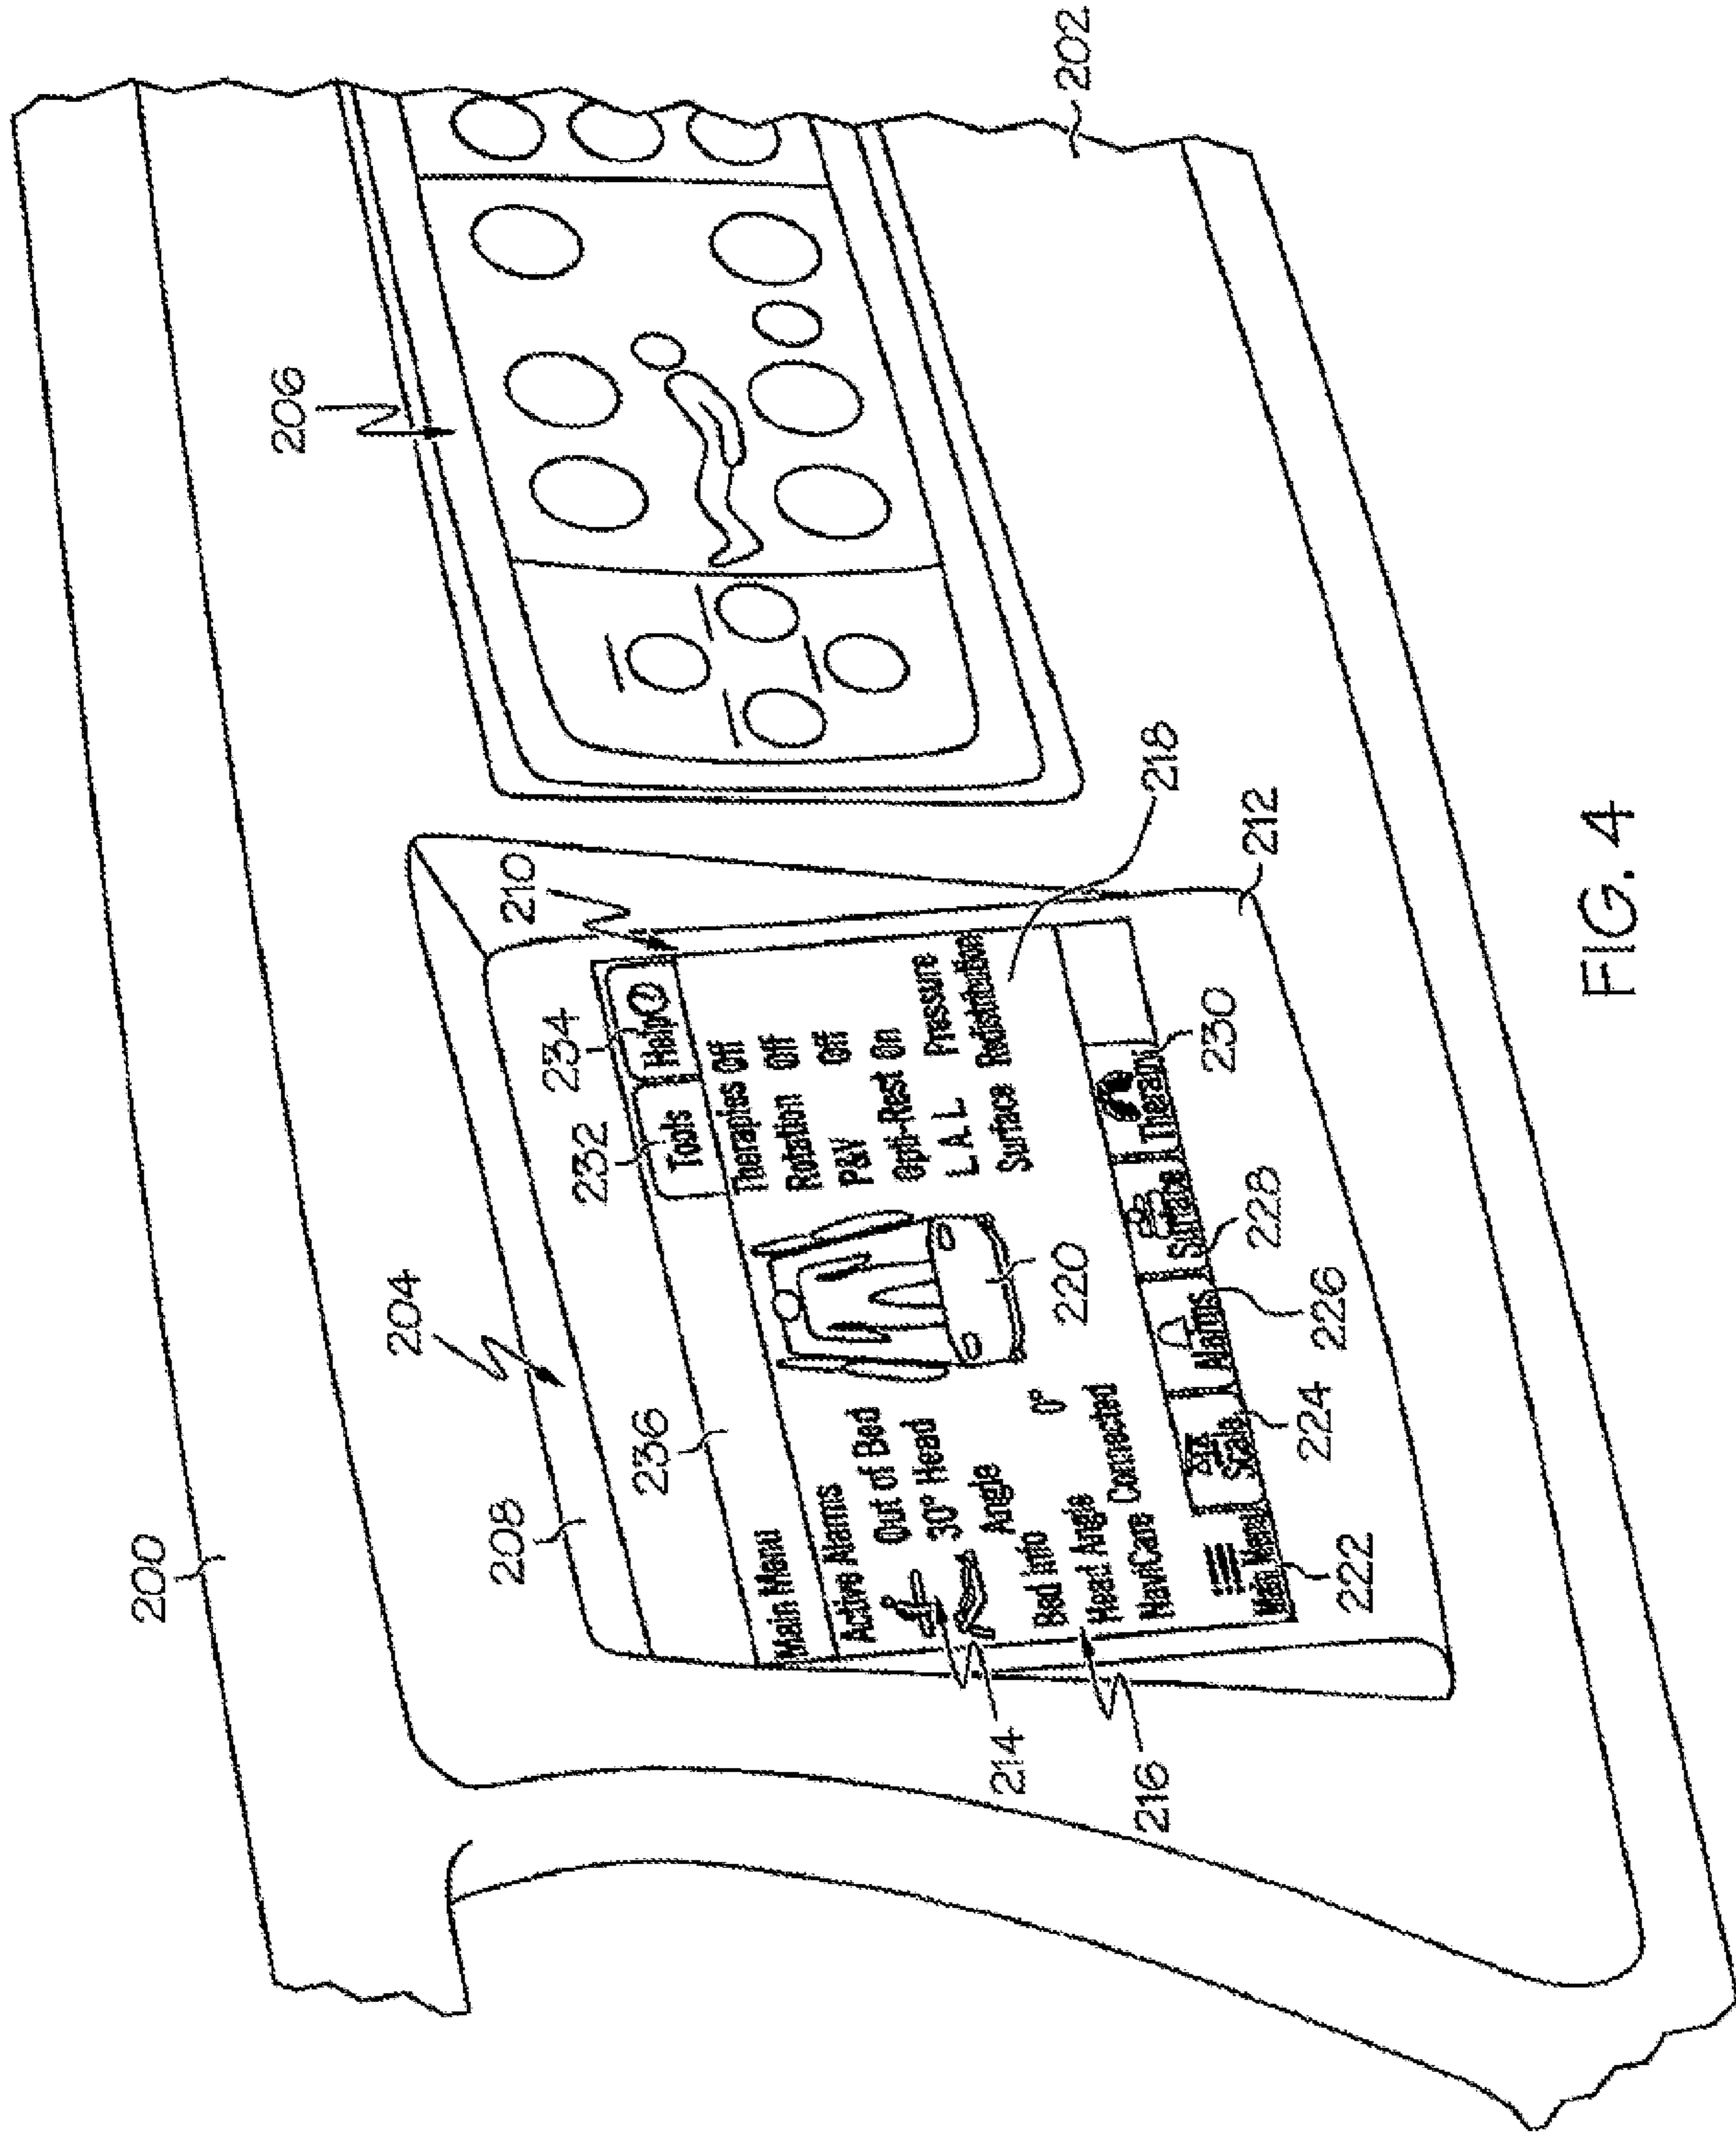 200
202
204
206
208
210
212
214
216
218
220
222
224
226
228
230
232
234
236
Tools
Help
Main Menu
Active Alarms
Out of Bed
30° Head
Angle
Bed Info
Head Angle 0°
NaviCare Connected
Therapies Off
Rotation Off
P&V Off
Opti-Rest On
L.A.L. Pressure
Surface Redistribution
Main Menu
Scale
Alarms
Surface
Therapy
FIG. 4